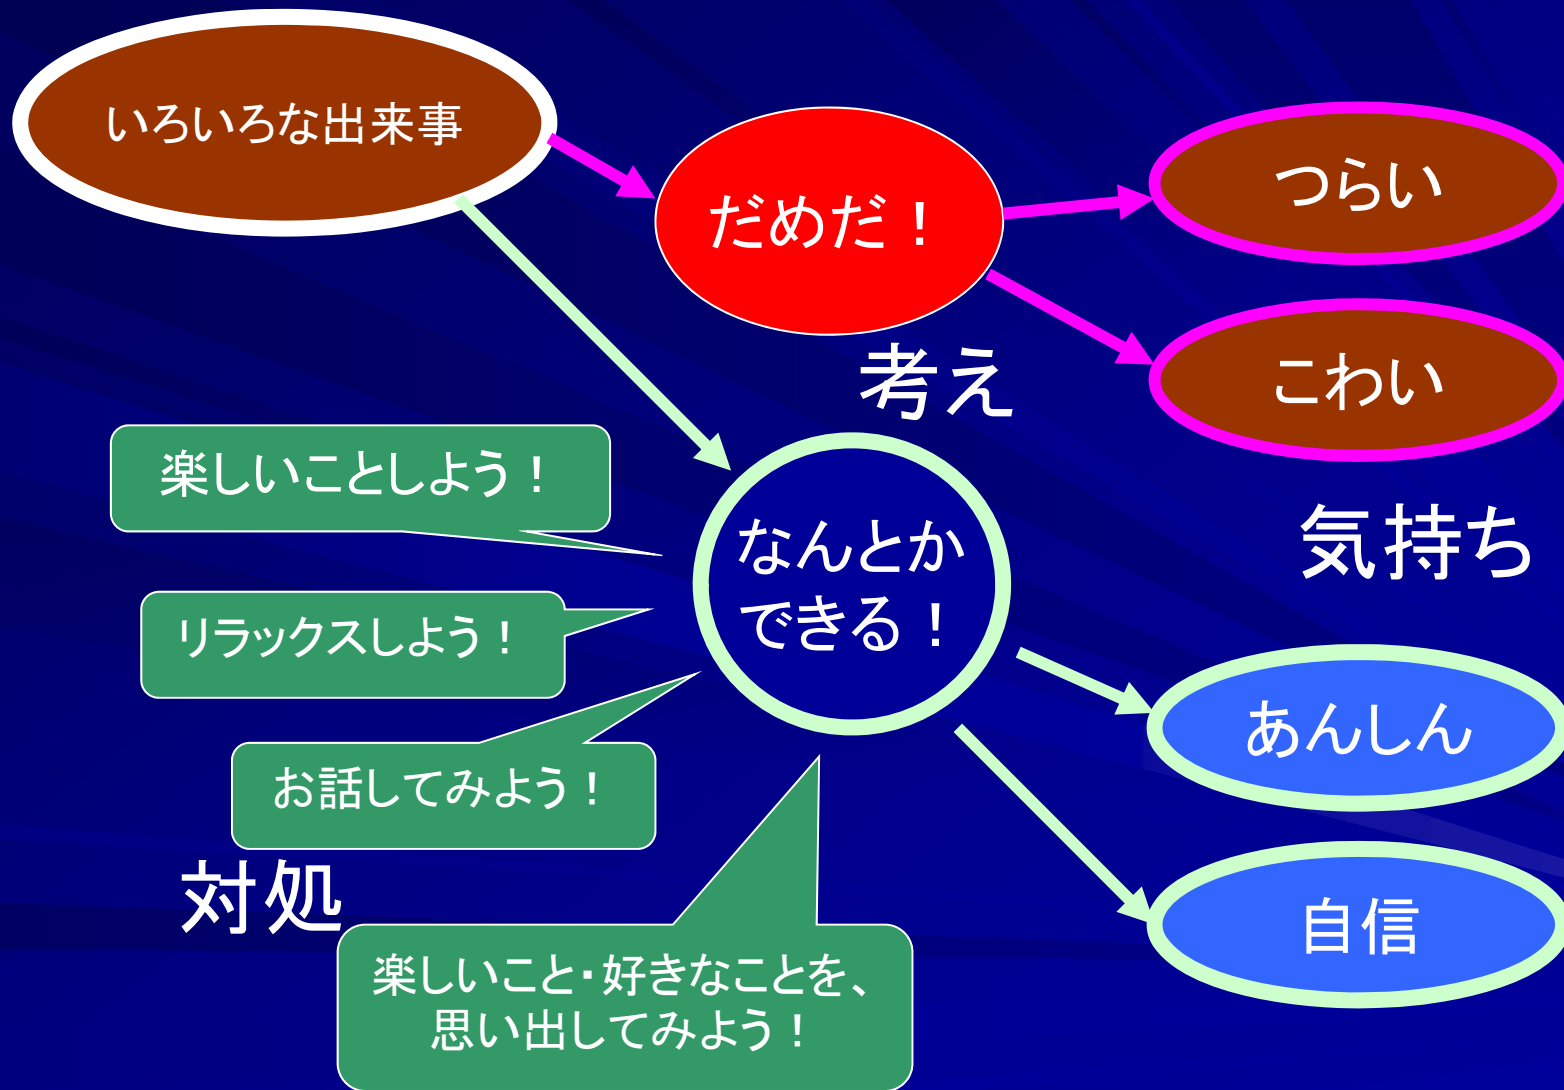 いろいろな出来事
だめだ！
つらい
こわい
考え
気持ち
楽しいことしよう！
リラックスしよう！
お話してみよう！
対処
楽しいこと・好きなことを、
思い出してみよう！
なんとか
できる！
あんしん
自信